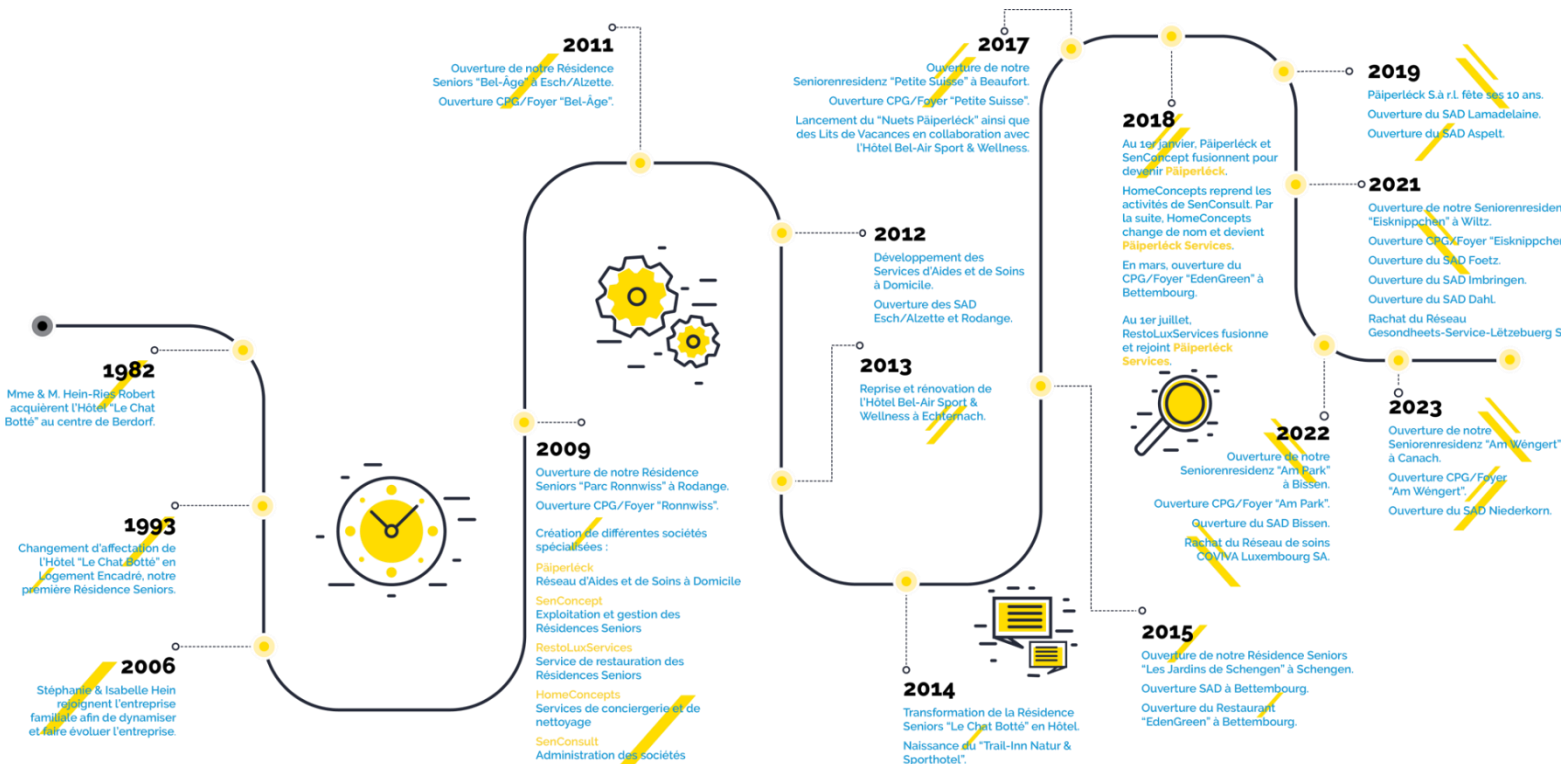 1982
Mme & M. Hein-Ries Robert
acquièrent l'Hôtel "Le Chat
Botté" au centre de Berdorf.
1993
Changement d'affectation de
l'Hôtel "Le Chat Botté" en
Logement Encadré, notre
première Résidence Seniors.
2006
Stéphanie & Isabelle Hein
rejoignent l'entreprise
familiale afin de dynamiser
et faire évoluer l'entreprise.
2009
Ouverture de notre Résidence
Seniors "Parc Ronnwiss" à Rodange.
Ouverture CPG/Foyer "Ronnwiss".
Création de différentes sociétés
spécialisées :
Päiperléck
Réseau d'Aides et de Soins à Domicile
SenConcept
Exploitation et gestion des
Résidences Seniors
RestoLuxServices
Service de restauration des
Résidences Seniors
HomeConcepts
Services de conciergerie et de
nettoyage
SenConsult
Administration des sociétés
2011
Ouverture de notre Résidence
Seniors "Bel-Âge" à Esch/Alzette.
Ouverture CPG/Foyer "Bel-Âge".
2012
Développement des
Services d'Aides et de Soins
à Domicile.
Ouverture des SAD
Esch/Alzette et Rodange.
2013
Reprise et rénovation de
l'Hôtel Bel-Air Sport &
Wellness à Echternach.
2014
Transformation de la Résidence
Seniors "Le Chat Botté" en Hôtel.
Naissance du "Trail-Inn Natur &
Sporthotel".
2015
Ouverture de notre Résidence Seniors
"Les Jardins de Schengen" à Schengen.
Ouverture SAD à Bettembourg.
Ouverture du Restaurant
"EdenGreen" à Bettembourg.
2017
Ouverture de notre
Seniorenresidenz "Petite Suisse" à Beaufort.
Ouverture CPG/Foyer "Petite Suisse".
Lancement du "Nuets Päiperléck" ainsi que
des Lits de Vacances en collaboration avec
l'Hôtel Bel-Air Sport & Wellness.
2018
Au 1er janvier, Päiperléck et
SenConcept fusionnent pour
devenir Päiperléck.
HomeConcepts reprend les
activités de SenConsult. Par
la suite, HomeConcepts
change de nom et devient
Päiperléck Services.
En mars, ouverture du
CPG/Foyer "EdenGreen" à
Bettembourg.
Au 1er juillet,
RestoLuxServices fusionne
et rejoint Päiperléck
Services.
2019
Päiperléck S.à r.l. fête ses 10 ans.
Ouverture du SAD Lamadelaine.
Ouverture du SAD Aspelt.
2021
Ouverture de notre Seniorenresiden
"Eisknippchen" à Wiltz.
Ouverture CPG/Foyer "Eisknippchen
Ouverture du SAD Foetz.
Ouverture du SAD Imbringen.
Ouverture du SAD Dahl.
Rachat du Réseau
Gesondheets-Service-Lëtzebuerg S
2022
Ouverture de notre
Seniorenresidenz "Am Park"
à Bissen.
Ouverture CPG/Foyer "Am Park".
Ouverture du SAD Bissen.
Rachat du Réseau de soins
COVIVA Luxembourg SA.
2023
Ouverture de notre
Seniorenresidenz "Am Wéngert"
à Canach.
Ouverture CPG/Foyer
"Am Wéngert".
Ouverture du SAD Niederkorn.